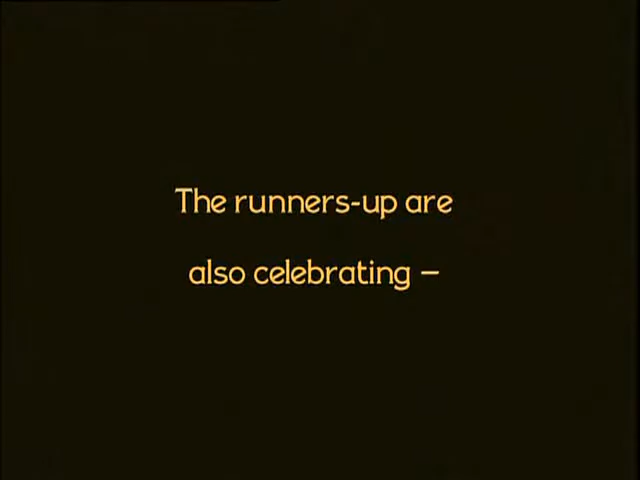 The runners-up are
also celebrating –